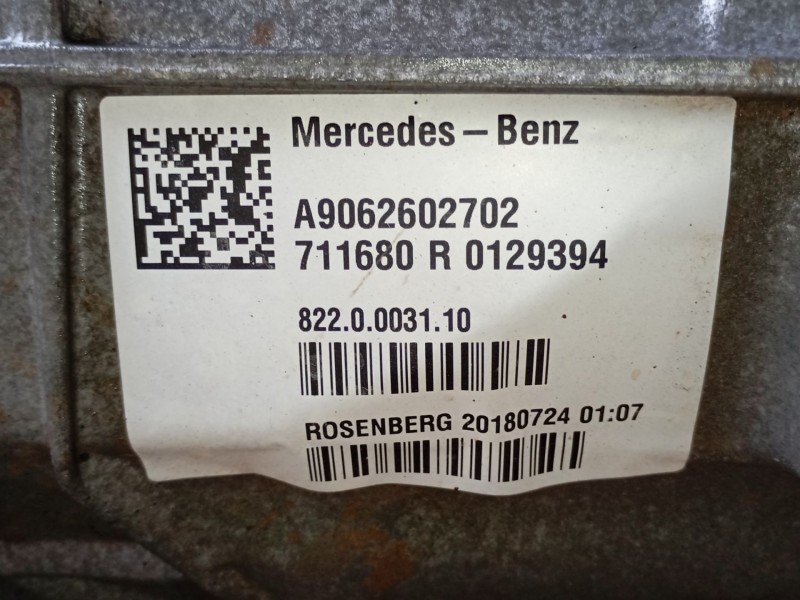 Mercedes-Benz
A9062602702
711680 R 0129394
822.0.0031.10
ROSENBERG 20180724 01:07